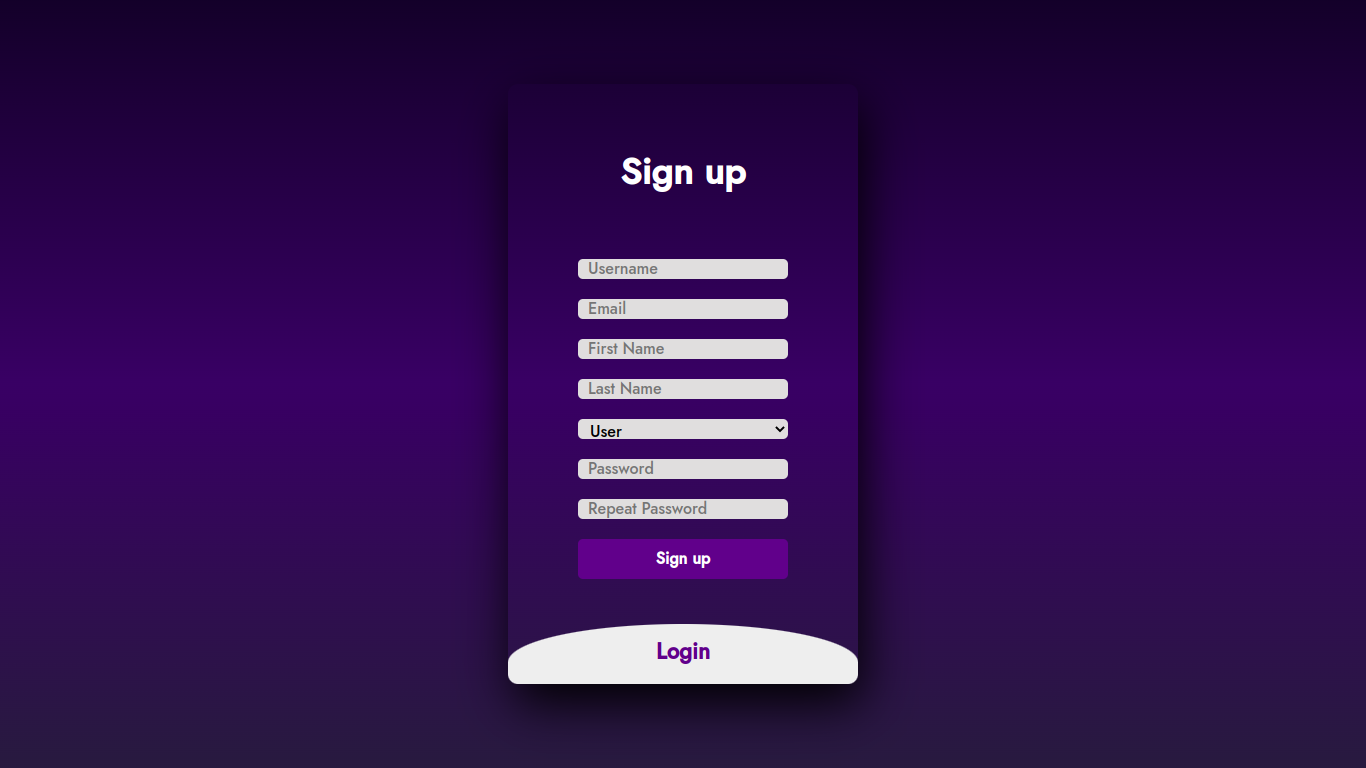 Sign up
Username
Email
First Name
Last Name
User
Password
Repeat Password
Sign up
Login